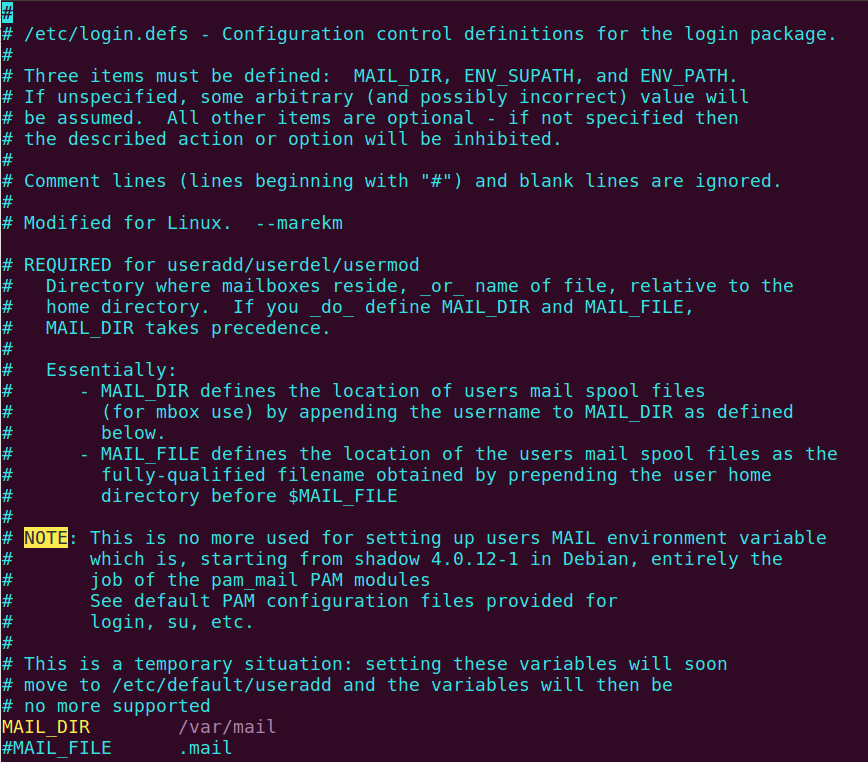 #
# /etc/login.defs - Configuration control definitions for the login package.
#
# Three items must be defined:  MAIL_DIR, ENV_SUPATH, and ENV_PATH.
# If unspecified, some arbitrary (and possibly incorrect) value will
# be assumed.  All other items are optional - if not specified then
# the described action or option will be inhibited.
#
# Comment lines (lines beginning with "#") and blank lines are ignored.
#
# Modified for Linux.  --marekm

# REQUIRED for useradd/userdel/usermod
#   Directory where mailboxes reside, _or_ name of file, relative to the
#   home directory.  If you _do_ define MAIL_DIR and MAIL_FILE,
#   MAIL_DIR takes precedence.
#
#   Essentially:
#      - MAIL_DIR defines the location of users mail spool files
#        (for mbox use) by appending the username to MAIL_DIR as defined
#        below.
#      - MAIL_FILE defines the location of the users mail spool files as the
#        fully-qualified filename obtained by prepending the user home
#        directory before $MAIL_FILE
#
# NOTE: This is no more used for setting up users MAIL environment variable
#       which is, starting from shadow 4.0.12-1 in Debian, entirely the
#       job of the pam_mail PAM modules
#       See default PAM configuration files provided for
#       login, su, etc.
#
# This is a temporary situation: setting these variables will soon
# move to /etc/default/useradd and the variables will then be
# no more supported
MAIL_DIR        /var/mail
#MAIL_FILE      .mail